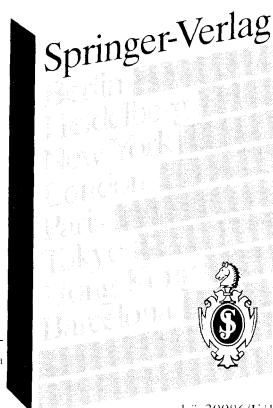 Springer-Verlag
Berlin
Heidelberg
New York
London
Paris
Tokyo
Hong Kong
Barcelona